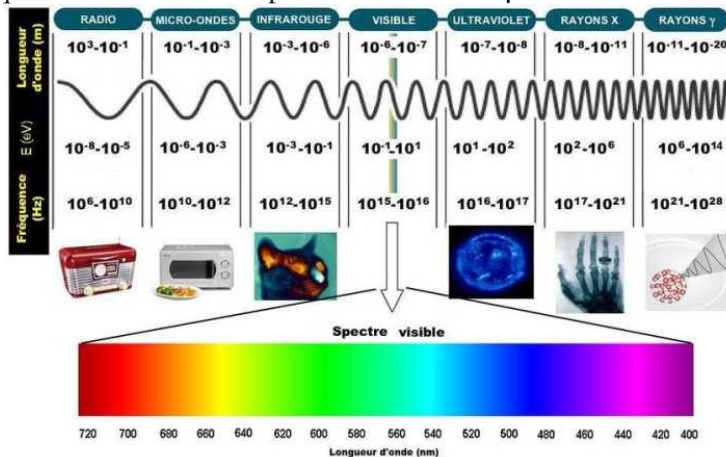 RADIO MICRO-ONDES INFRAROUGE VISIBLE ULTRAVIOLET RAYONS X RAYONS γ
Longueur d'onde (m)
10³-10⁻¹ 10⁻¹-10⁻³ 10⁻³-10⁻⁶ 10⁻⁶-10⁻⁷ 10⁻⁷-10⁻⁸ 10⁻⁸-10⁻¹¹ 10⁻¹¹-10⁻²⁰
E (eV)
10⁻⁸-10⁻⁵ 10⁻⁶-10⁻³ 10⁻³-10⁻¹ 10⁻¹-10¹ 10¹-10² 10²-10⁶ 10⁶-10¹⁴
Fréquence (Hz)
10⁶-10¹⁰ 10¹⁰-10¹² 10¹²-10¹⁵ 10¹⁵-10¹⁶ 10¹⁶-10¹⁷ 10¹⁷-10²¹ 10²¹-10²⁸
Spectre visible
720 700 680 660 640 620 600 580 560 540 520 500 480 460 440 420 400
Longueur d'onde (nm)